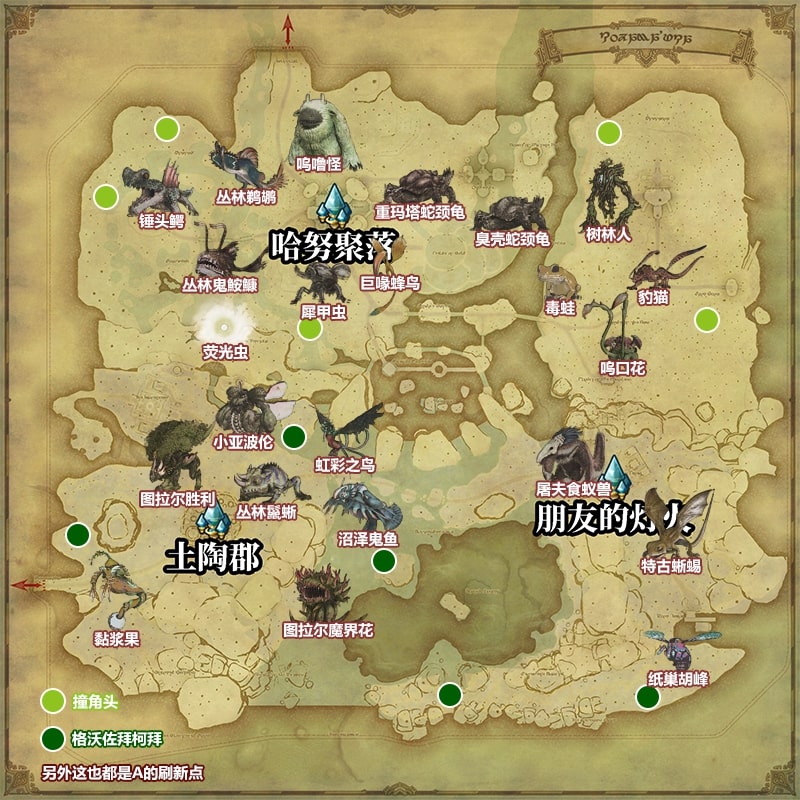 呜噜怪
丛林鹈鹕
锤头鳄
重玛塔蛇颈龟
臭壳蛇颈龟
树林人
哈努聚落
丛林鬼鮟鱇
巨喙蜂鸟
犀甲虫
豹猫
毒蛙
荧光虫
呜口花
小亚波伦
虹彩之鸟
图拉尔胜利
丛林鬣蜥
屠夫食蚁兽
朋友的灯火
沼泽鬼鱼
土陶郡
特古蜥蜴
图拉尔魔界花
黏浆果
纸巢胡峰
撞角头
格沃佐拜柯拜
另外这也都是A的刷新点